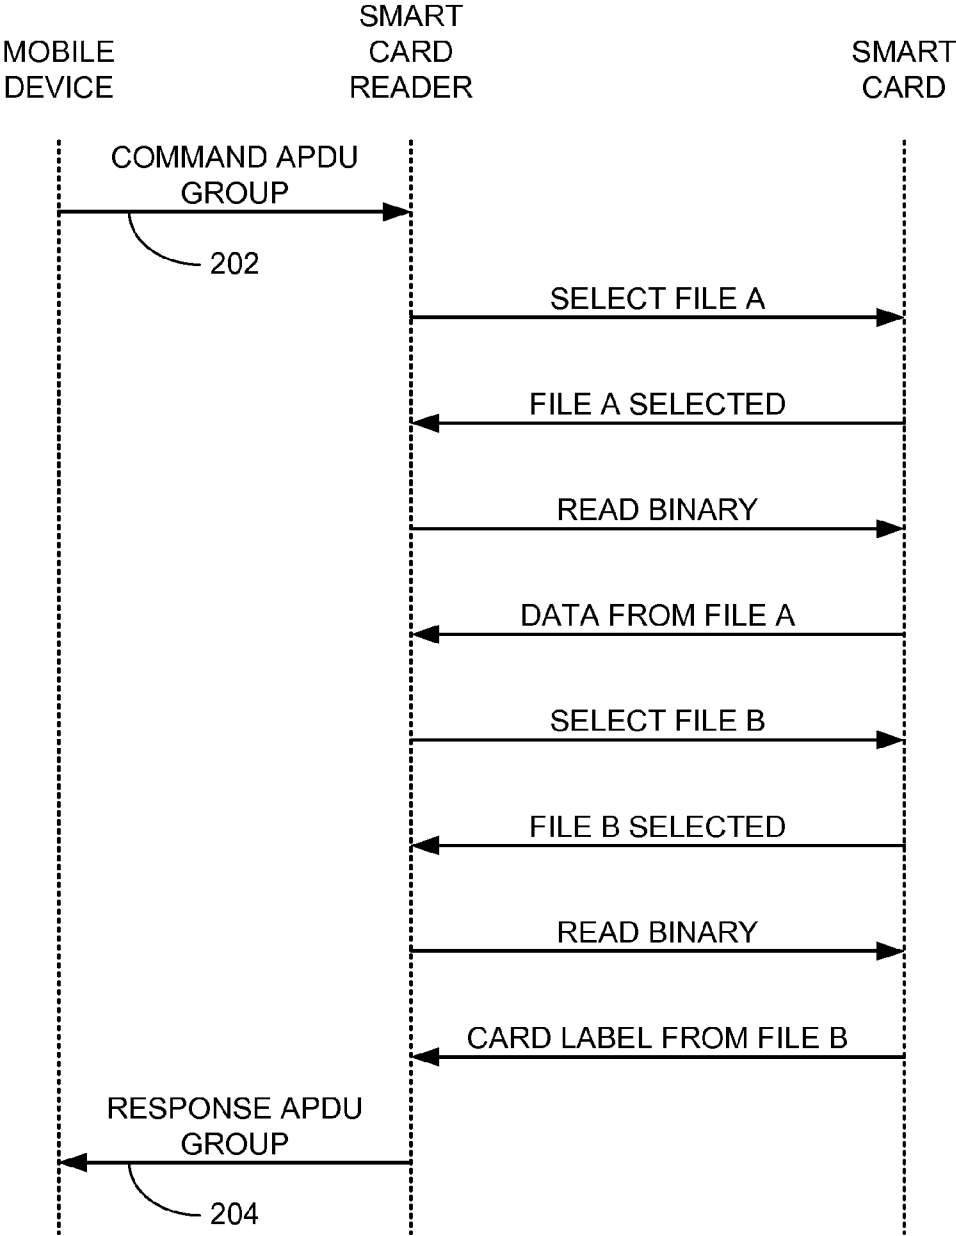 MOBILE
DEVICE
SMART
CARD
READER
SMART
CARD
COMMAND APDU
GROUP
202
SELECT FILE A
FILE A SELECTED
READ BINARY
DATA FROM FILE A
SELECT FILE B
FILE B SELECTED
READ BINARY
CARD LABEL FROM FILE B
RESPONSE APDU
GROUP
204